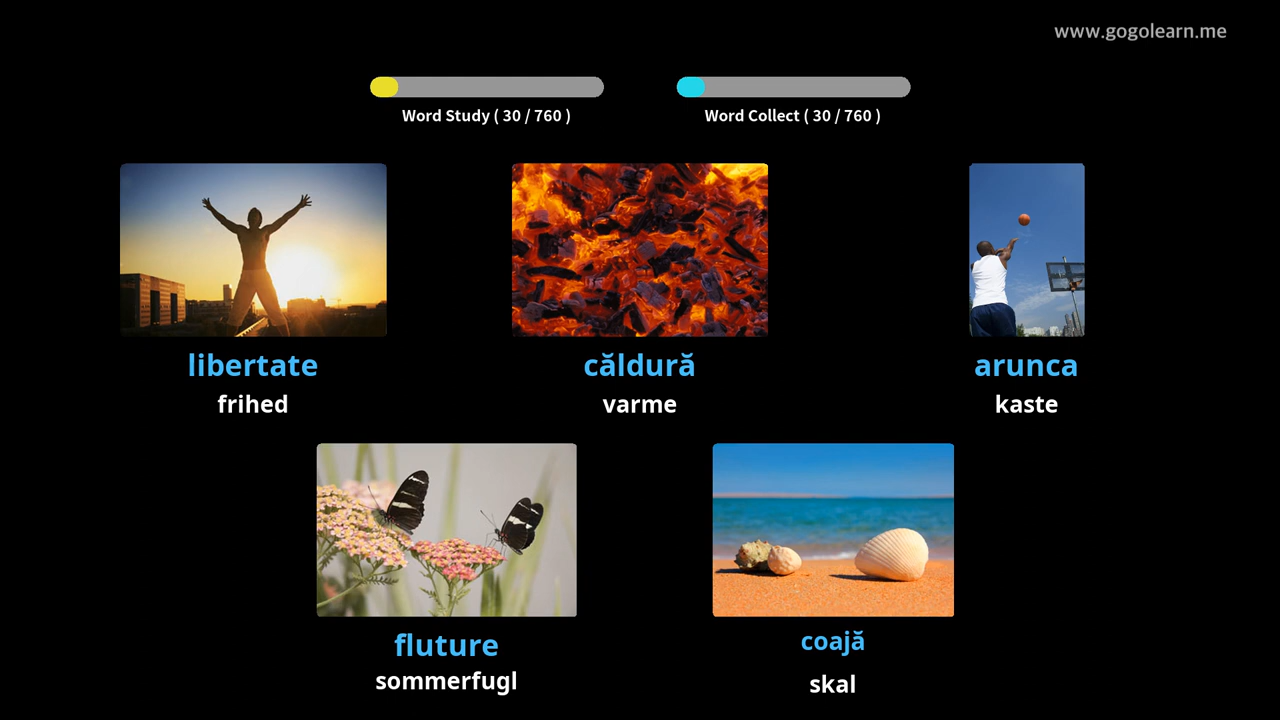 www.gogolearn.me
Word Study ( 30 / 760 )
Word Collect ( 30 / 760 )
libertate
căldură
arunca
frihed
varme
kaste
fluture
coajă
sommerfugl
skal